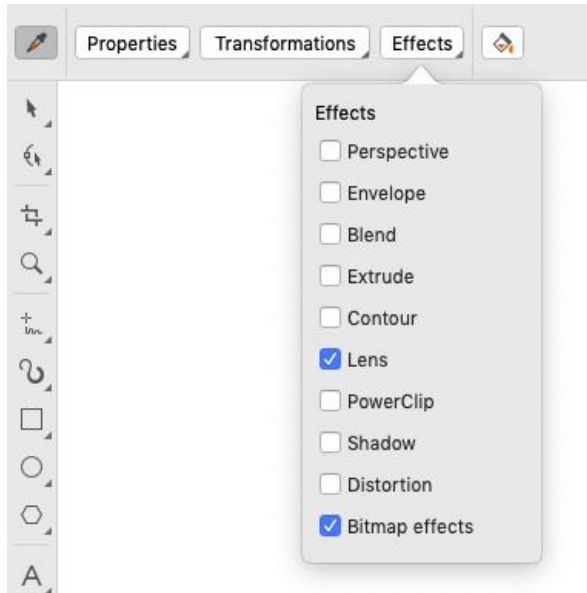 Properties Transformations Effects
Effects
Perspective
Envelope
Blend
Extrude
Contour
Lens
PowerClip
Shadow
Distortion
Bitmap effects
A